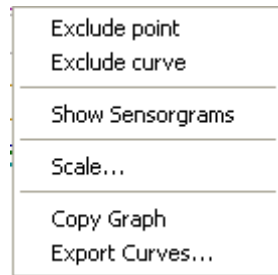 Exclude point
Exclude curve
Show Sensorgrams
Scale...
Copy Graph
Export Curves...